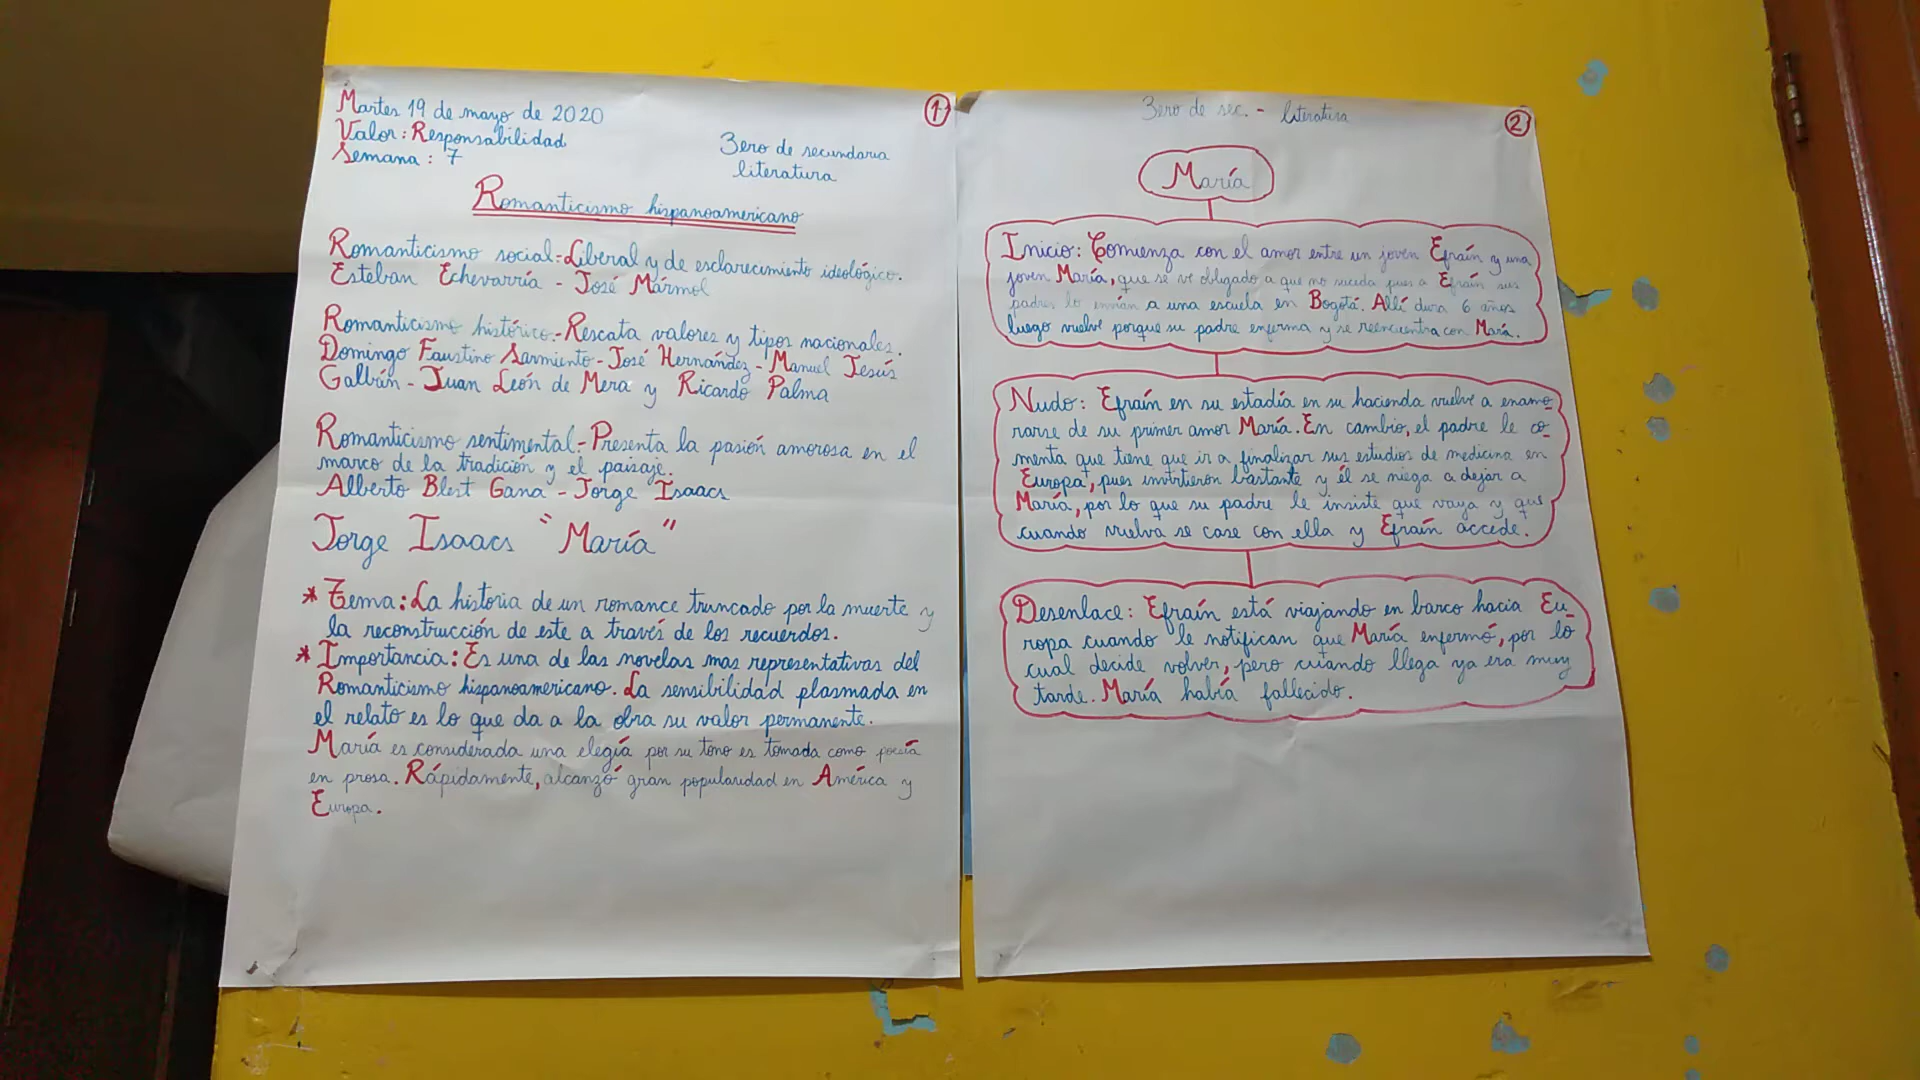 Martes 19 de mayo de 2020
Valor: Responsabilidad
Semana: 7
3ero de secundaria
literatura
1
Romanticismo hispanoamericano
Romanticismo social.-Liberal y de esclarecimiento ideológico.
Esteban Echevarría - José Mármol
Romanticismo histórico.-Rescata valores y tipos nacionales.
Domingo Faustino Sarmiento- José Hernández - Manuel Jesús
Galbán - Juan León de Mera y Ricardo Palma
Romanticismo sentimental.-Presenta la pasión amorosa en el
marco de la tradición y el paisaje.
Alberto Blest Gana - Jorge Isaacs
Jorge Isaacs "María"
* Tema: La historia de un romance truncado por la muerte y
la reconstrucción de este a través de los recuerdos.
* Importancia: Es una de las novelas mas representativas del
Romanticismo hispanoamericano. La sensibilidad plasmada en
el relato es lo que da a la obra su valor permanente.
María es considerada una elegía por su tono es tomada como poesía
en prosa. Rápidamente, alcanzó gran popularidad en América y
Europa.
3ero de sec. - literatura
2
María
Inicio: Comienza con el amor entre un joven Efraín y una
joven María, que se ve obligado a que no suceda pues a Efraín sus
padres lo envían a una escuela en Bogotá. Allí dura 6 años
luego vuelve porque su padre enferma y se reencuentra con María.
Nudo: Efraín en su estadía en su hacienda vuelve a enamo-
rarse de su primer amor María. En cambio, el padre le co-
menta que tiene que ir a finalizar sus estudios de medicina en
Europa, pues invirtieron bastante y él se niega a dejar a
María, por lo que su padre le insiste que vaya y que
cuando vuelva se case con ella y Efraín accede.
Desenlace: Efraín está viajando en barco hacia Eu-
ropa cuando le notifican que María enfermó, por lo
cual decide volver, pero cuando llega ya era muy
tarde. María había fallecido.